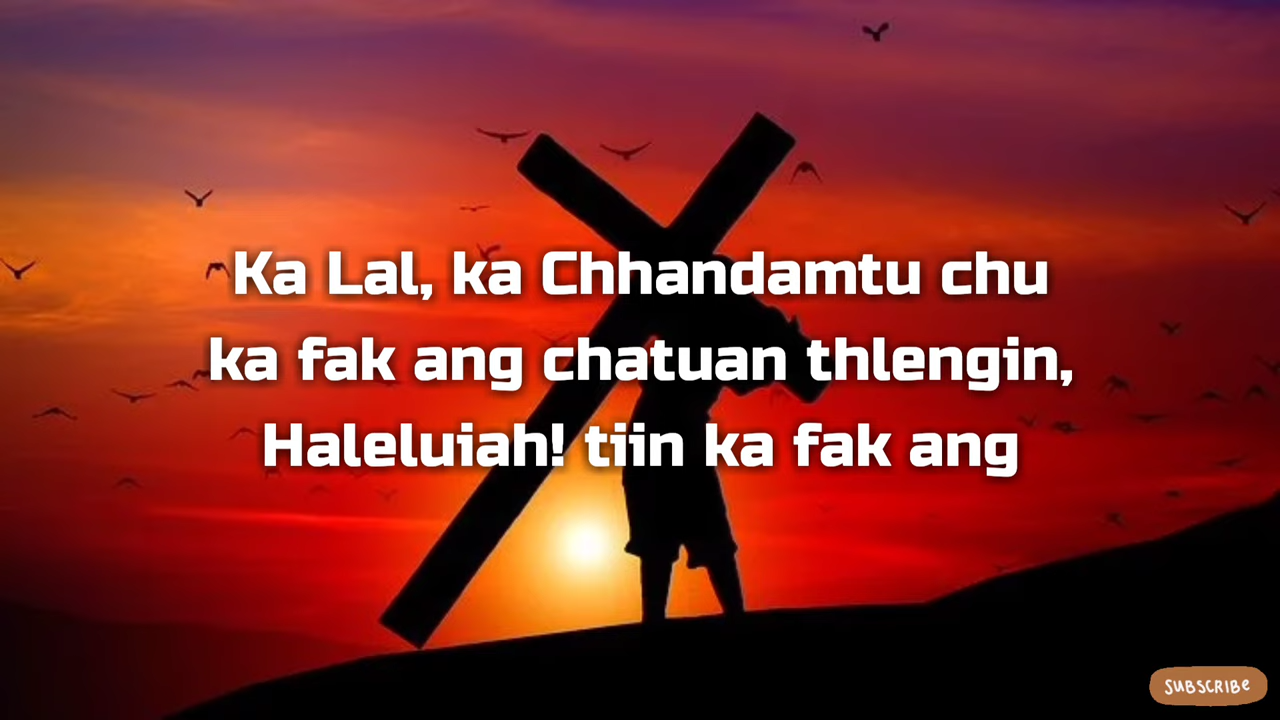 Ka Lal, ka Chhandamtu chu
ka fak ang chatuan thlengin,
Haleluiah! tiin ka fak ang
SUBSCRIBe